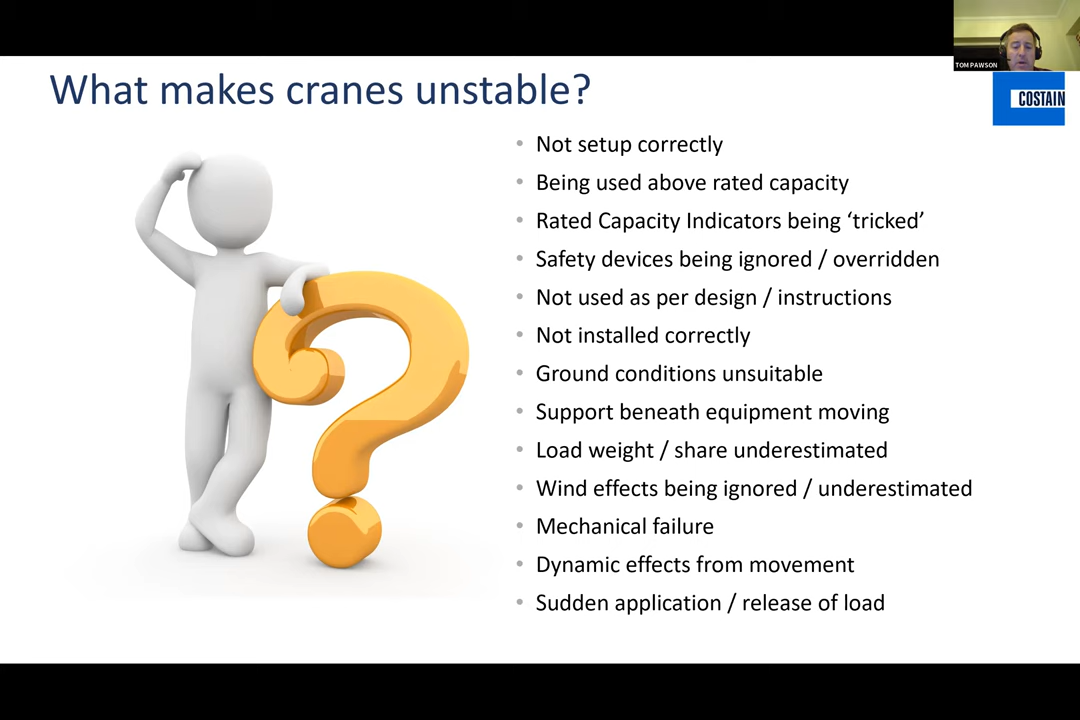 TOM PAWSON
COSTAIN
What makes cranes unstable?
• Not setup correctly
• Being used above rated capacity
• Rated Capacity Indicators being ‘tricked’
• Safety devices being ignored / overridden
• Not used as per design / instructions
• Not installed correctly
• Ground conditions unsuitable
• Support beneath equipment moving
• Load weight / share underestimated
• Wind effects being ignored / underestimated
• Mechanical failure
• Dynamic effects from movement
• Sudden application / release of load